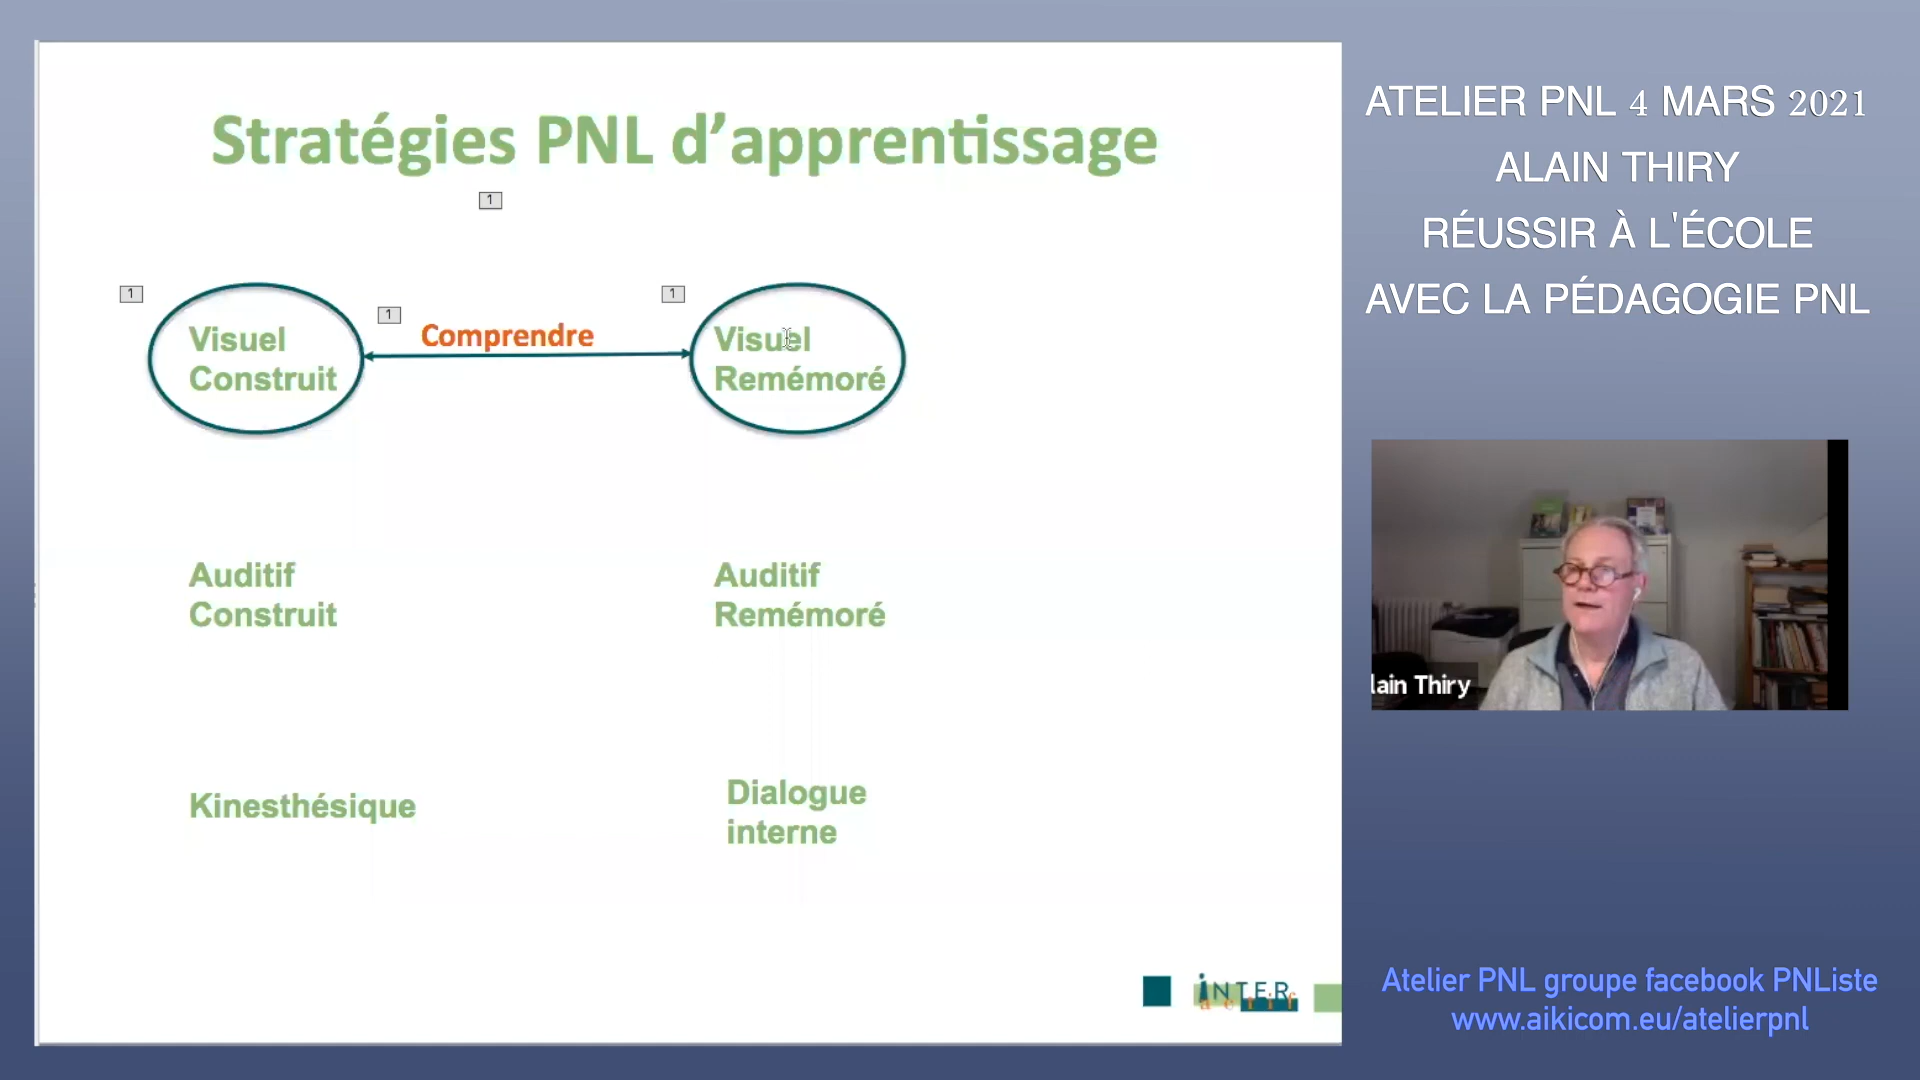 Stratégies PNL d’apprentissage
1
1
1
1
Visuel
Construit
Comprendre
Visuel
Remémoré
Auditif
Construit
Auditif
Remémoré
Kinesthésique
Dialogue
interne
iNTER
actif
ATELIER PNL 4 MARS 2021
ALAIN THIRY
RÉUSSIR À L'ÉCOLE
AVEC LA PÉDAGOGIE PNL
lain Thiry
Atelier PNL groupe facebook PNListe
www.aikicom.eu/atelierpnl